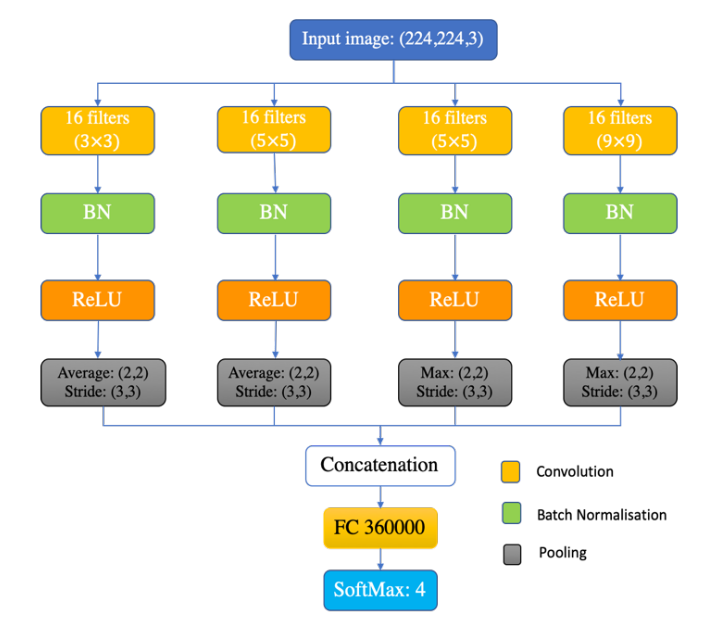 Input image: (224,224,3)
16 filters
(3×3)
16 filters
(5×5)
16 filters
(5×5)
16 filters
(9×9)
BN
BN
BN
BN
ReLU
ReLU
ReLU
ReLU
Average: (2,2)
Stride: (3,3)
Average: (2,2)
Stride: (3,3)
Max: (2,2)
Stride: (3,3)
Max: (2,2)
Stride: (3,3)
Concatenation
FC 360000
SoftMax: 4
Convolution
Batch Normalisation
Pooling